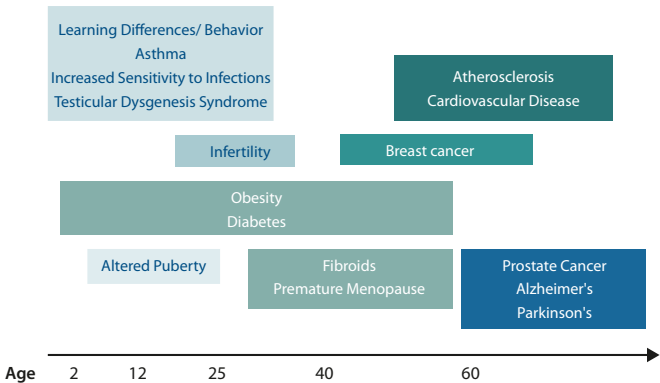 Learning Differences/ Behavior
Asthma
Increased Sensitivity to Infections
Testicular Dysgenesis Syndrome
Atherosclerosis
Cardiovascular Disease
Infertility
Breast cancer
Obesity
Diabetes
Altered Puberty
Fibroids
Premature Menopause
Prostate Cancer
Alzheimer's
Parkinson's
Age 2 12 25 40 60